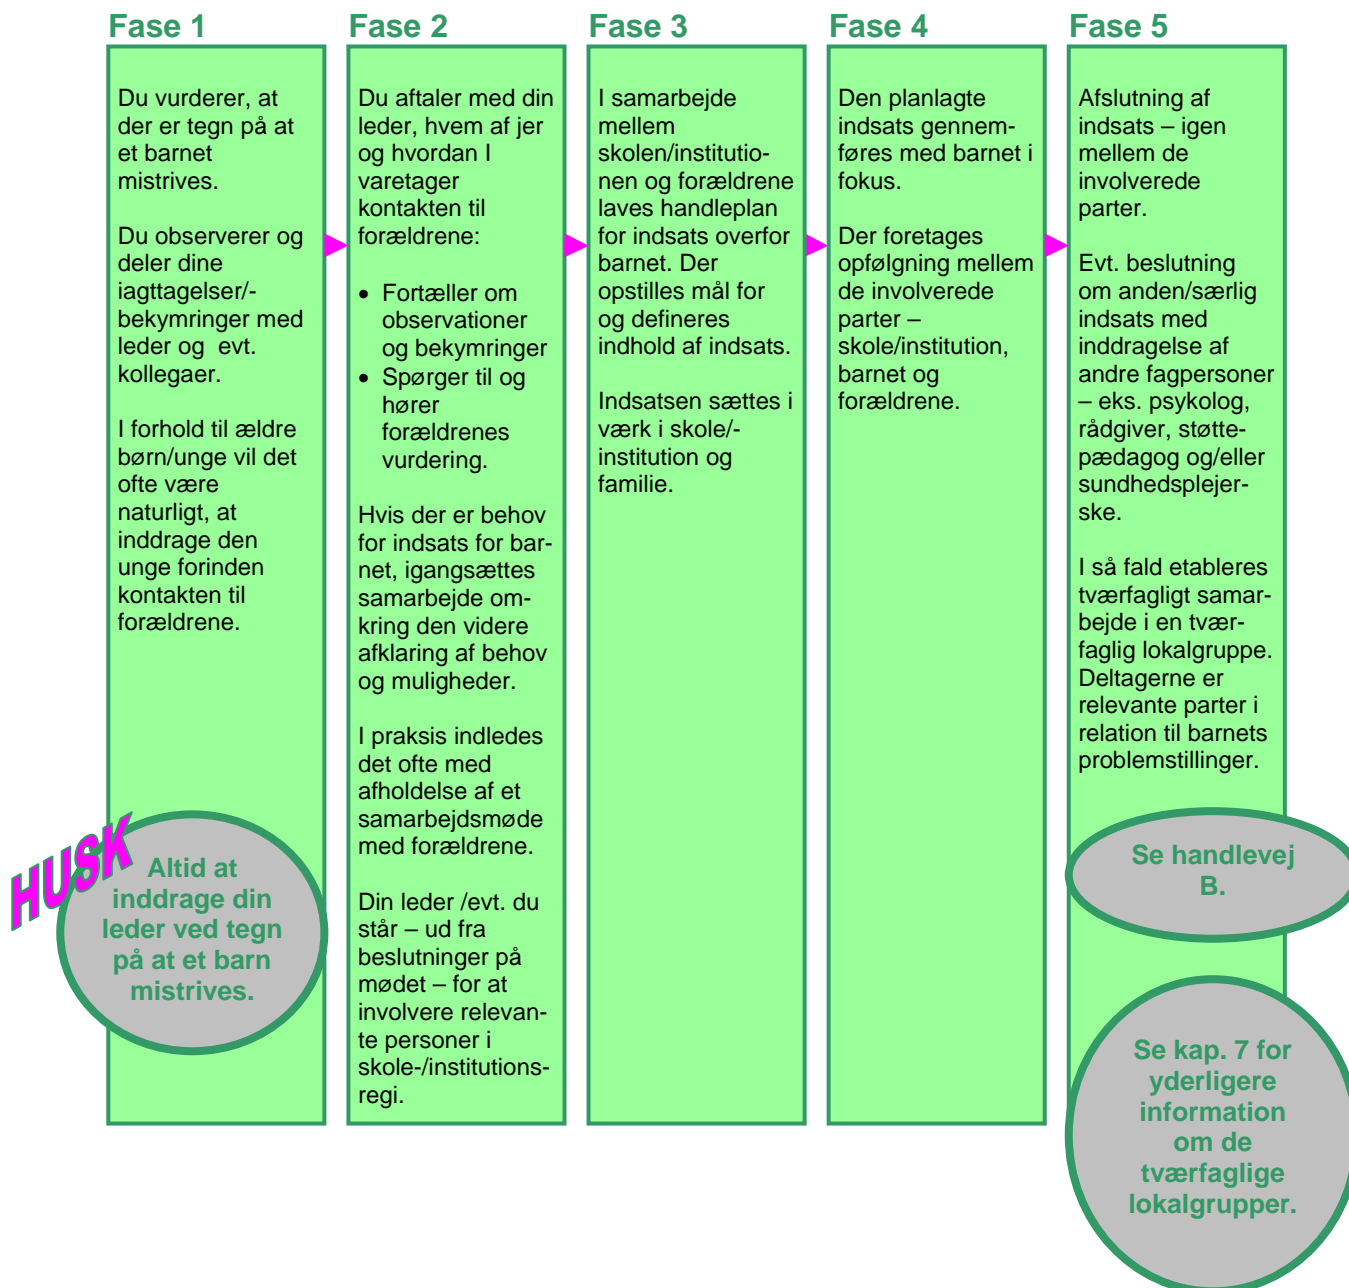 Fase 1
Du vurderer, at
der er tegn på at
et barnet
mistrives.
Du observerer og
deler dine
iagttagelser/-
bekymringer med
leder og  evt.
kollegaer.
I forhold til ældre
børn/unge vil det
ofte være
naturligt, at
inddrage den
unge forinden
kontakten til
forældrene.
HUSK
Altid at
inddrage din
leder ved tegn
på at et barn
mistrives.
Fase 2
Du aftaler med din
leder, hvem af jer
og hvordan I
varetager
kontakten til
forældrene:
• Fortæller om
observationer
og bekymringer
• Spørger til og
hører
forældrenes
vurdering.
Hvis der er behov
for indsats for bar-
net, igangsættes
samarbejde om-
kring den videre
afklaring af behov
og muligheder.
I praksis indledes
det ofte med
afholdelse af et
samarbejdsmøde
med forældrene.
Din leder /evt. du
står – ud fra
beslutninger på
mødet – for at
involvere relevan-
te personer i
skole-/institutions-
regi.
Fase 3
I samarbejde
mellem
skolen/institutio-
nen og forældrene
laves handleplan
for indsats overfor
barnet. Der
opstilles mål for
og defineres
indhold af indsats.
Indsatsen sættes i
værk i skole/-
institution og
familie.
Fase 4
Den planlagte
indsats gennem-
føres med barnet i
fokus.
Der foretages
opfølgning mellem
de involverede
parter –
skole/institution,
barnet og
forældrene.
Fase 5
Afslutning af
indsats – igen
mellem de
involverede
parter.
Evt. beslutning
om anden/særlig
indsats med
inddragelse af
andre fagpersoner
– eks. psykolog,
rådgiver, støtte-
pædagog og/eller
sundhedsplejer-
ske.
I så fald etableres
tværfagligt samar-
bejde i en tvær-
faglig lokalgruppe.
Deltagerne er
relevante parter i
relation til barnets
problemstillinger.
Se handlevej
B.
Se kap. 7 for
yderligere
information
om de
tværfaglige
lokalgrupper.